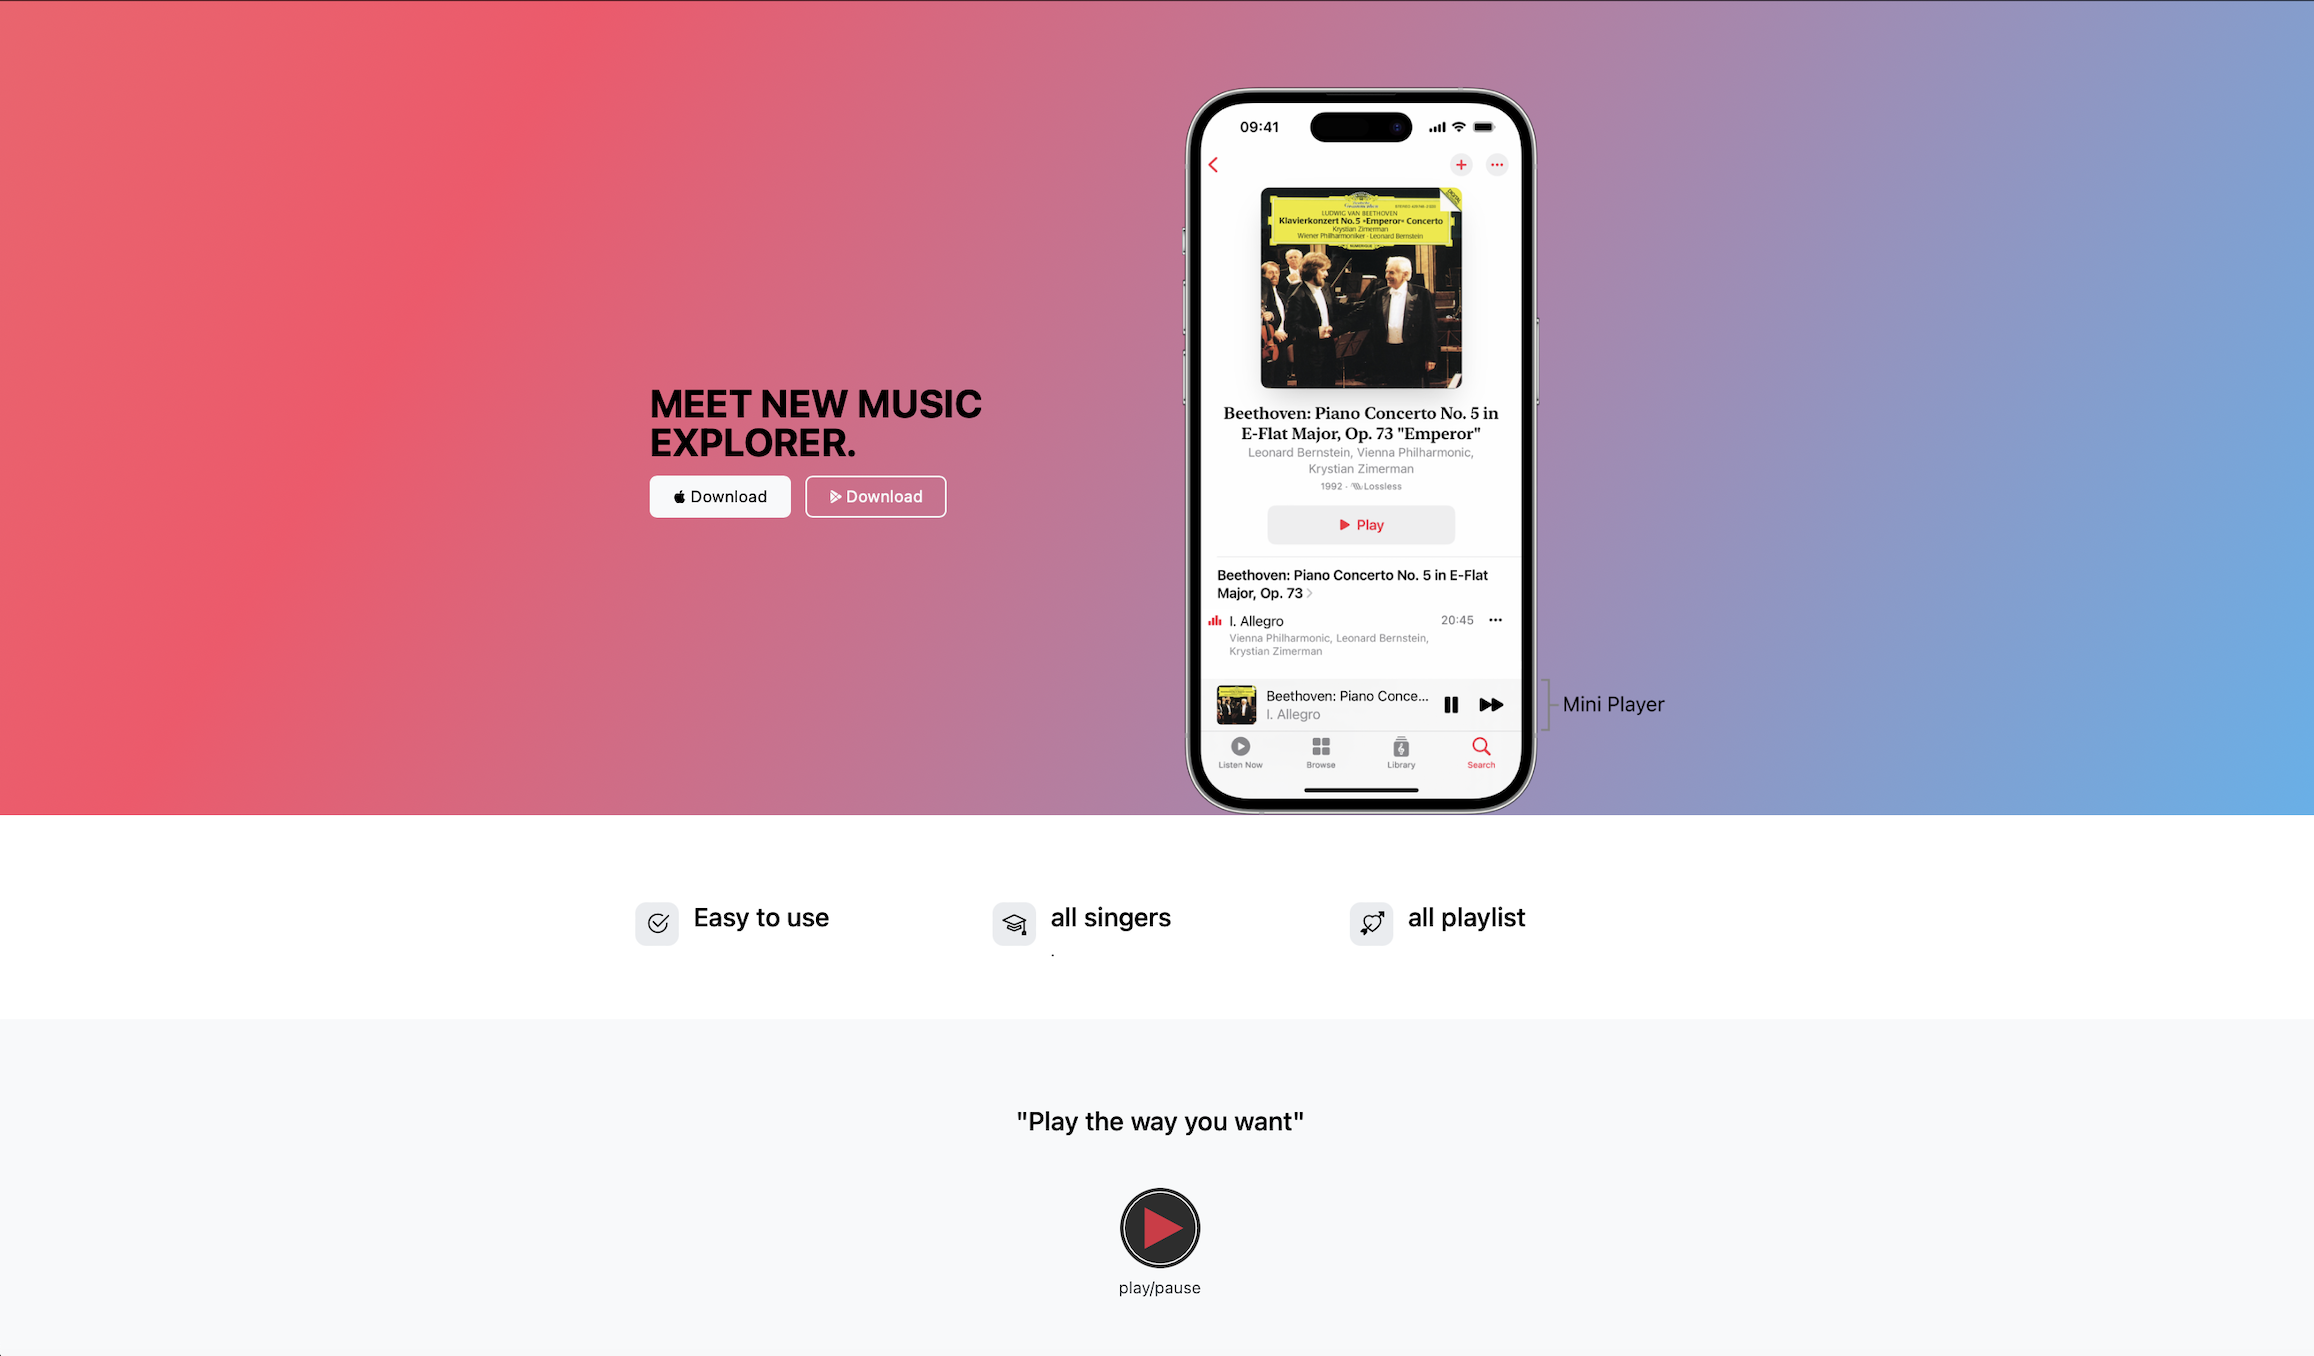 MEET NEW MUSIC
EXPLORER.
Download
Download
09:41
LUDWIG VAN BEETHOVEN
Klavierkonzert No.5 »Emperor« Concerto
Krystian Zimerman
Wiener Philharmoniker · Leonard Bernstein
Beethoven: Piano Concerto No. 5 in
E-Flat Major, Op. 73 "Emperor"
Leonard Bernstein, Vienna Philharmonic,
Krystian Zimerman
1992 · Lossless
Play
Beethoven: Piano Concerto No. 5 in E-Flat
Major, Op. 73
I. Allegro
20:45
Vienna Philharmonic, Leonard Bernstein,
Krystian Zimerman
Beethoven: Piano Conce...
I. Allegro
Mini Player
Listen Now
Browse
Library
Search
Easy to use
all singers
.
all playlist
"Play the way you want"
play/pause